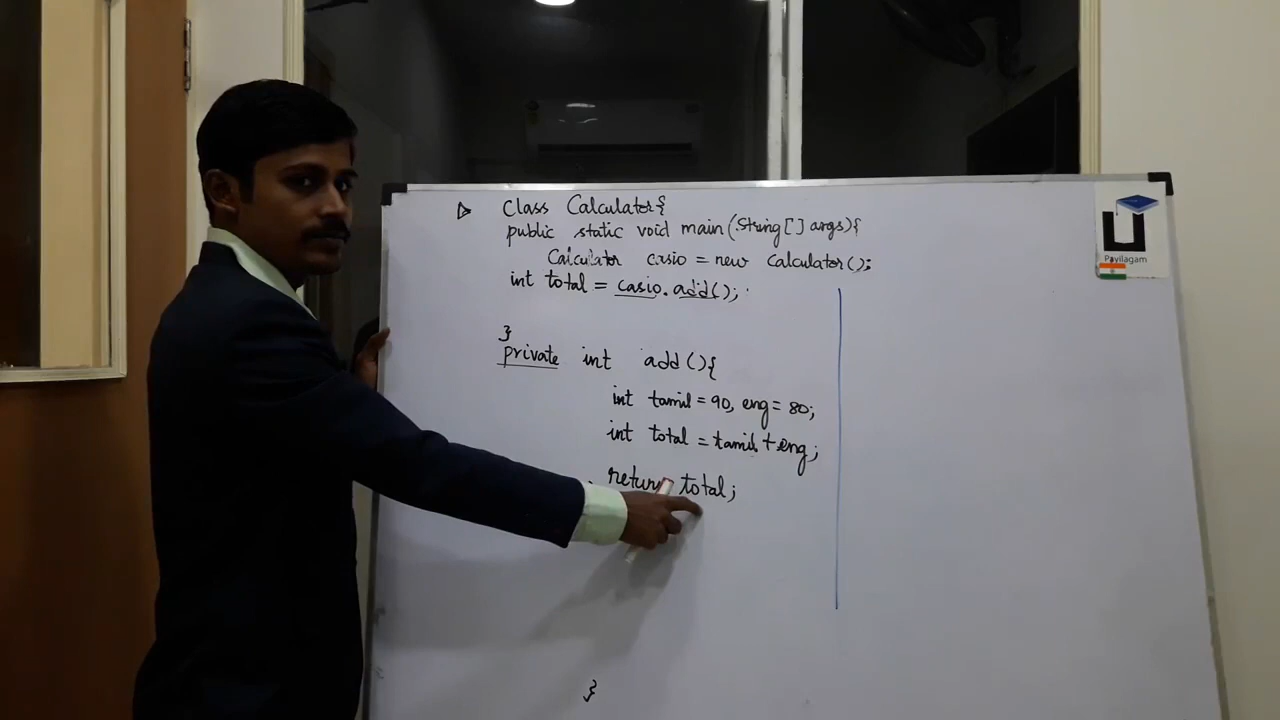 ▷ Class Calculator{
public static void main(String[] args){
Calculator casio = new Calculator();
int total = casio.add();
}
private int add(){
int tamil = 90, eng = 80;
int total = tamil + eng;
return total;
}
Payilagam